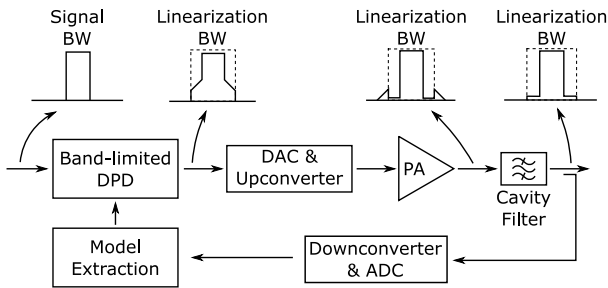 Signal
BW
Linearization
BW
Linearization
BW
Linearization
BW
Band-limited
DPD
DAC &
Upconverter
PA
Cavity
Filter
Model
Extraction
Downconverter
& ADC